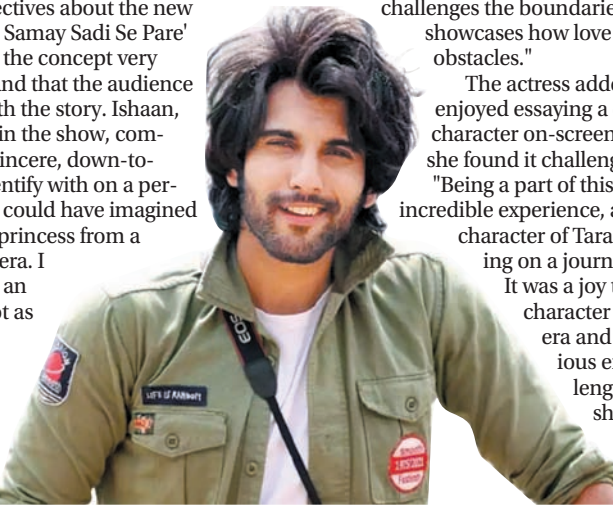 ectives about the new
Samay Sadi Se Pare'
the concept very
nd that the audience
th the story. Ishaan,
in the show, com-
incere, down-to-
entify with on a per-
could have imagined
princess from a
era. I
an
ot as
challenges the boundarie
showcases how love
obstacles."
The actress adde
enjoyed essaying a
character on-screen
she found it challeng
"Being a part of this
incredible experience, a
character of Tara
ing on a journ
It was a joy t
character
era and
ious e
leng
sh
EOS
LIFE IS RANDOM